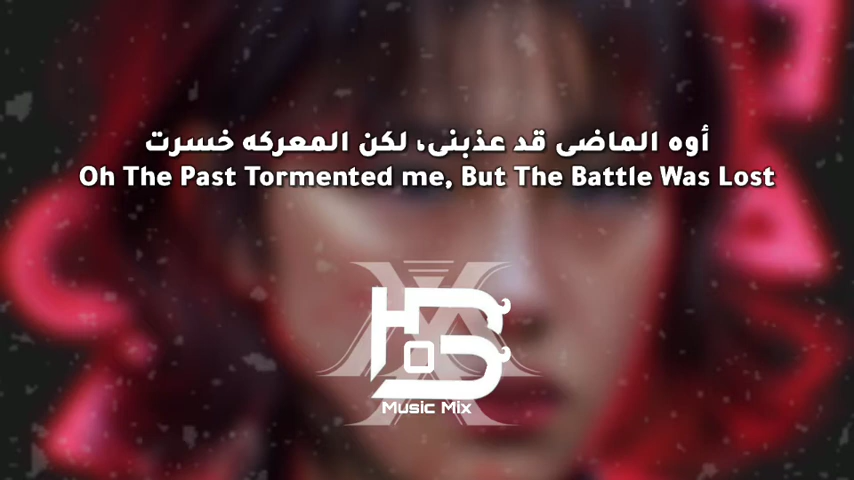 أوه الماضى قد عذبنى، لكن المعركه خسرت
Oh The Past Tormented me, But The Battle Was Lost
Music Mix